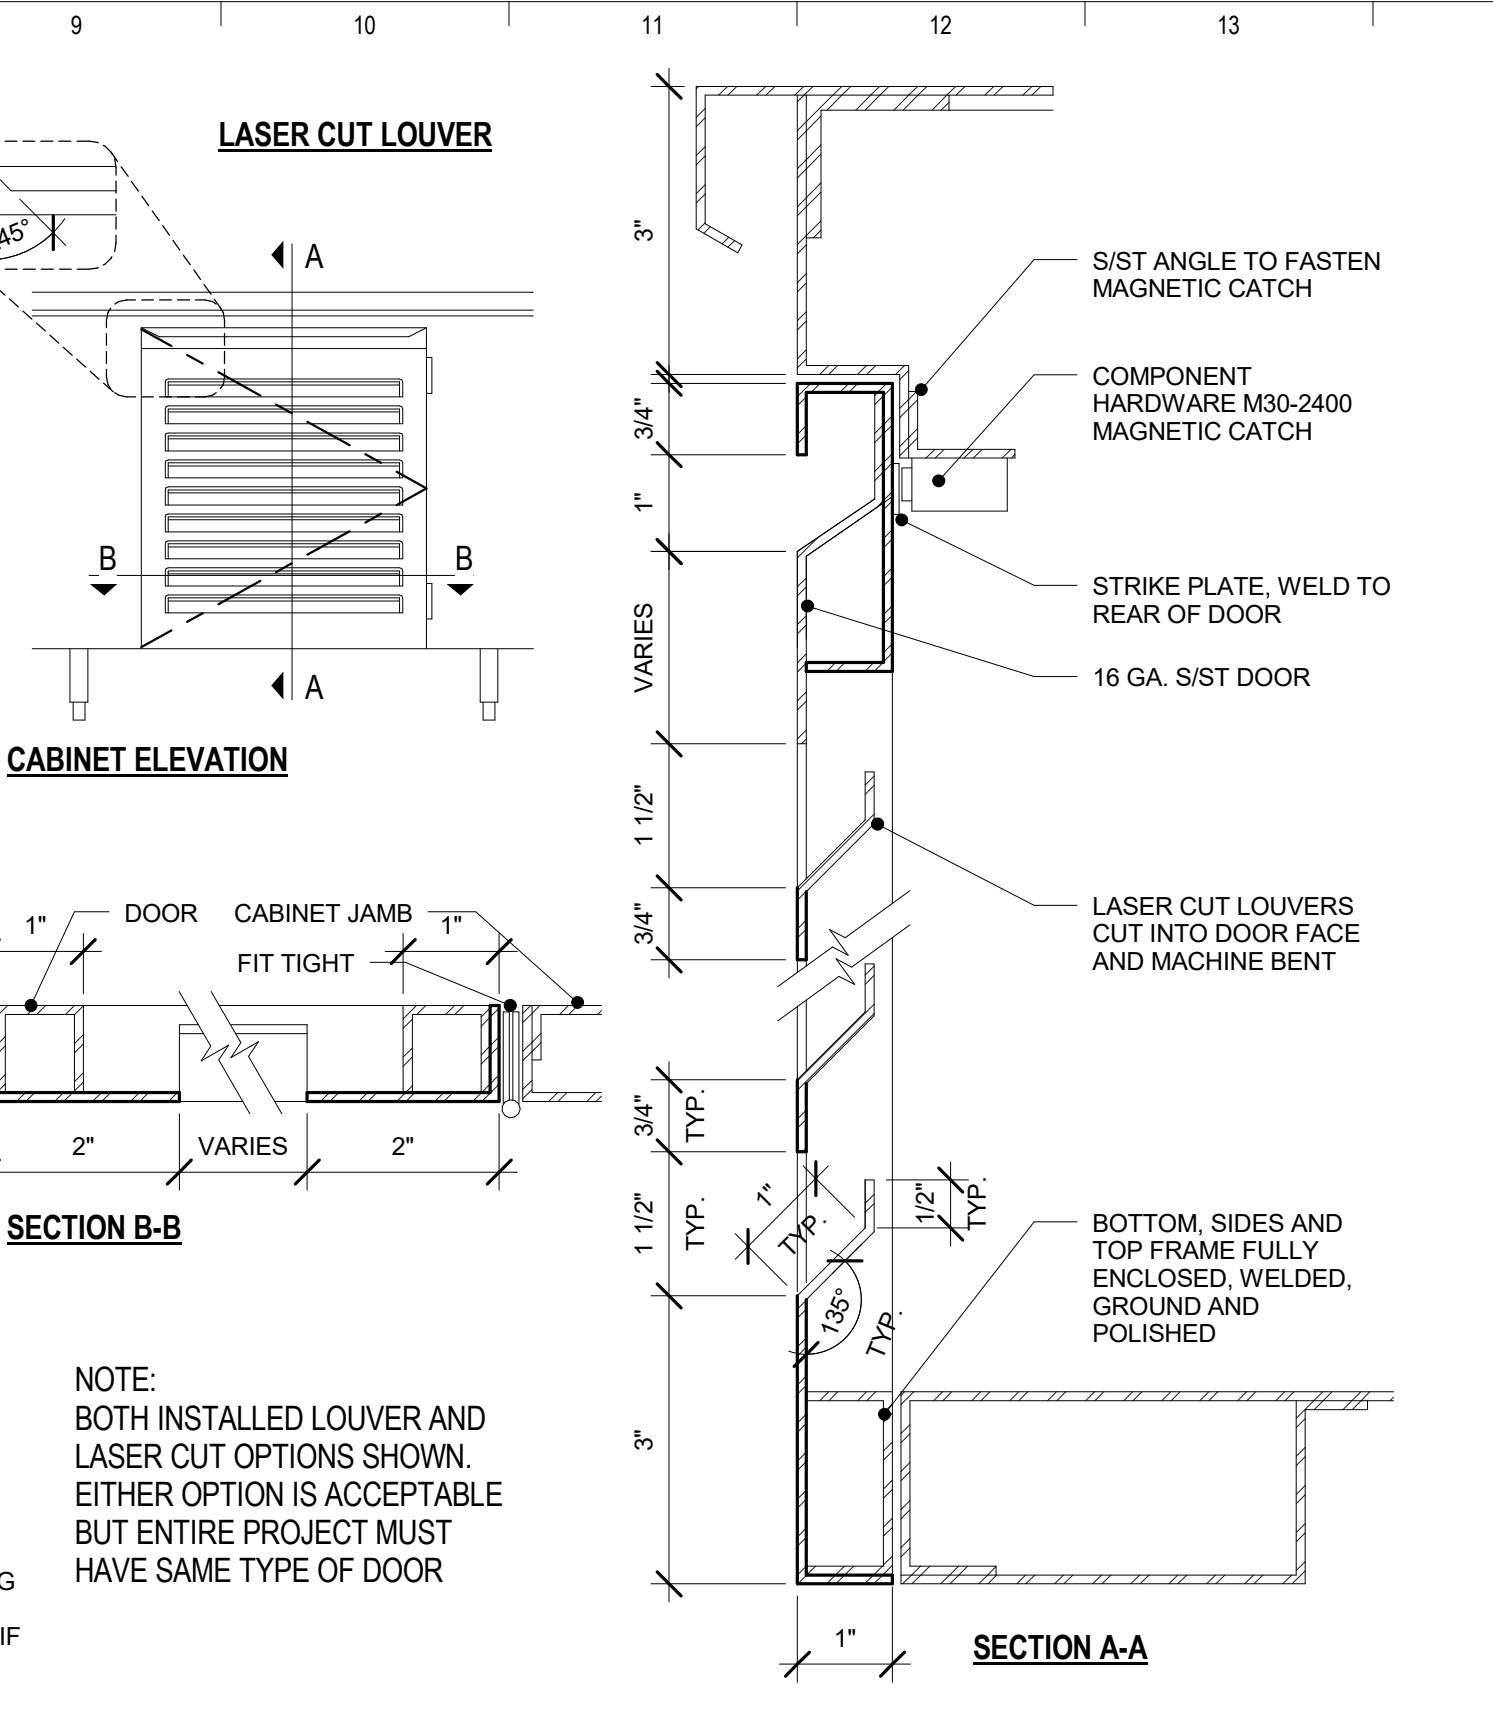 9
10
11
12
13
LASER CUT LOUVER
45°
A
B
B
A
CABINET ELEVATION
1"
DOOR
CABINET JAMB
1"
FIT TIGHT
2"
VARIES
2"
SECTION B-B
NOTE:
BOTH INSTALLED LOUVER AND
LASER CUT OPTIONS SHOWN.
EITHER OPTION IS ACCEPTABLE
BUT ENTIRE PROJECT MUST
HAVE SAME TYPE OF DOOR
G
IF
3"
3/4"
1"
VARIES
1 1/2"
3/4"
3/4"
TYP.
1 1/2"
TYP.
3"
1"
TYP.
1/2"
TYP.
135°
TYP.
1"
S/ST ANGLE TO FASTEN
MAGNETIC CATCH
COMPONENT
HARDWARE M30-2400
MAGNETIC CATCH
STRIKE PLATE, WELD TO
REAR OF DOOR
16 GA. S/ST DOOR
LASER CUT LOUVERS
CUT INTO DOOR FACE
AND MACHINE BENT
BOTTOM, SIDES AND
TOP FRAME FULLY
ENCLOSED, WELDED,
GROUND AND
POLISHED
SECTION A-A